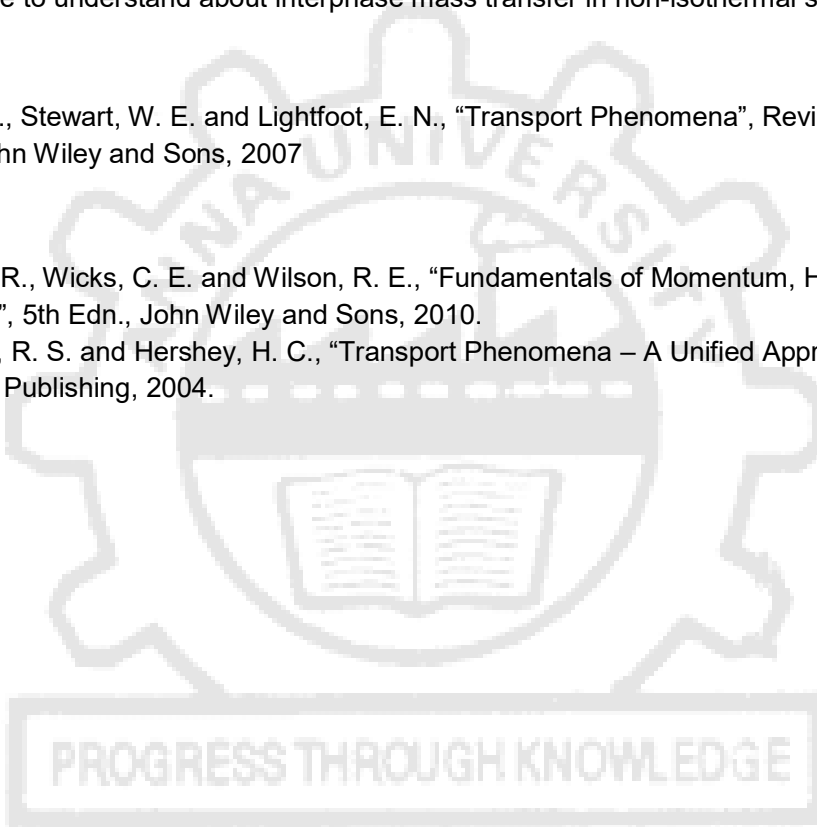 e to understand about interphase mass transfer in non-isothermal s
., Stewart, W. E. and Lightfoot, E. N., “Transport Phenomena”, Revi
hn Wiley and Sons, 2007
R., Wicks, C. E. and Wilson, R. E., “Fundamentals of Momentum, H
”, 5th Edn., John Wiley and Sons, 2010.
, R. S. and Hershey, H. C., “Transport Phenomena – A Unified Appr
Publishing, 2004.
NNA UNIVERSITY
PROGRESS THROUGH KNOWLEDGE